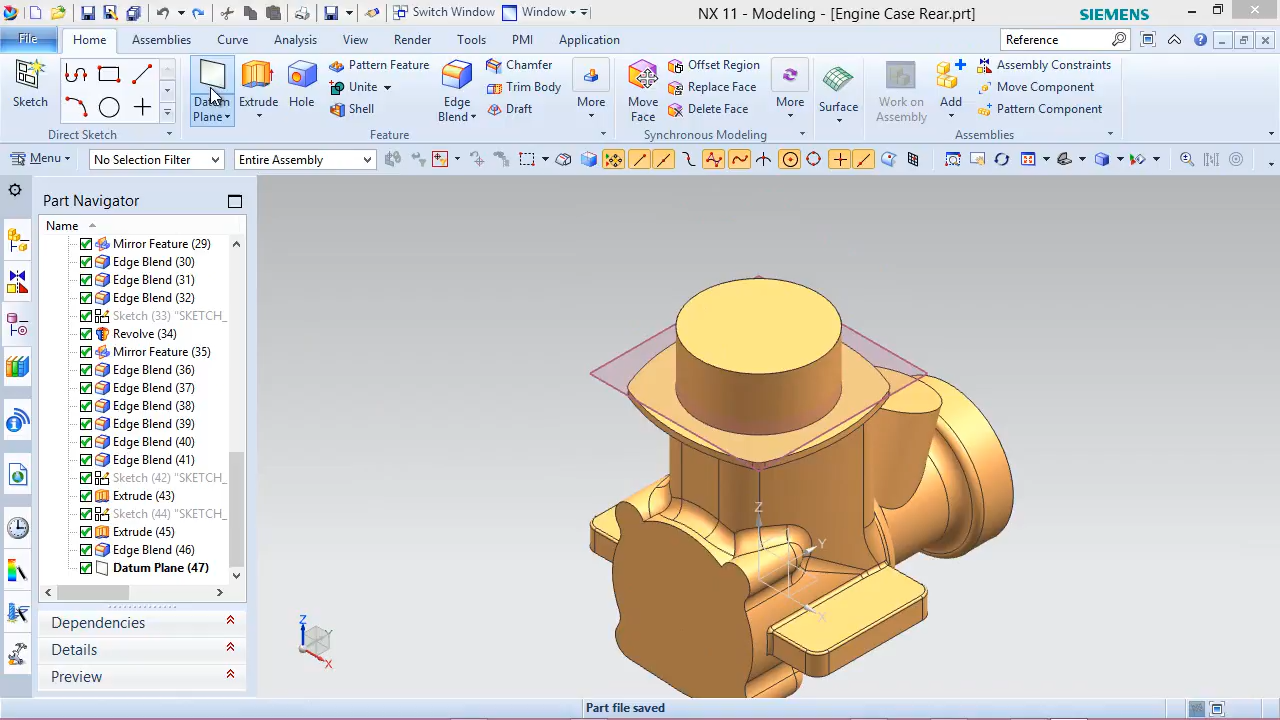 Switch Window
Window
NX 11 - Modeling - [Engine Case Rear.prt]
SIEMENS
File
Home
Assemblies
Curve
Analysis
View
Render
Tools
PMI
Application
Reference
Sketch
Direct Sketch
Datum
Plane
Extrude
Hole
Pattern Feature
Unite
Shell
Edge
Blend
Chamfer
Trim Body
Draft
More
Feature
Move
Face
Offset Region
Replace Face
Delete Face
More
Synchronous Modeling
Surface
Work on
Assembly
Add
Assembly Constraints
Move Component
Pattern Component
Assemblies
Menu
No Selection Filter
Entire Assembly
Part Navigator
Name
Mirror Feature (29)
Edge Blend (30)
Edge Blend (31)
Edge Blend (32)
Sketch (33) "SKETCH_
Revolve (34)
Mirror Feature (35)
Edge Blend (36)
Edge Blend (37)
Edge Blend (38)
Edge Blend (39)
Edge Blend (40)
Edge Blend (41)
Sketch (42) "SKETCH_
Extrude (43)
Sketch (44) "SKETCH_
Extrude (45)
Edge Blend (46)
Datum Plane (47)
Dependencies
Details
Preview
Z
Y
X
Z
Y
X
Part file saved